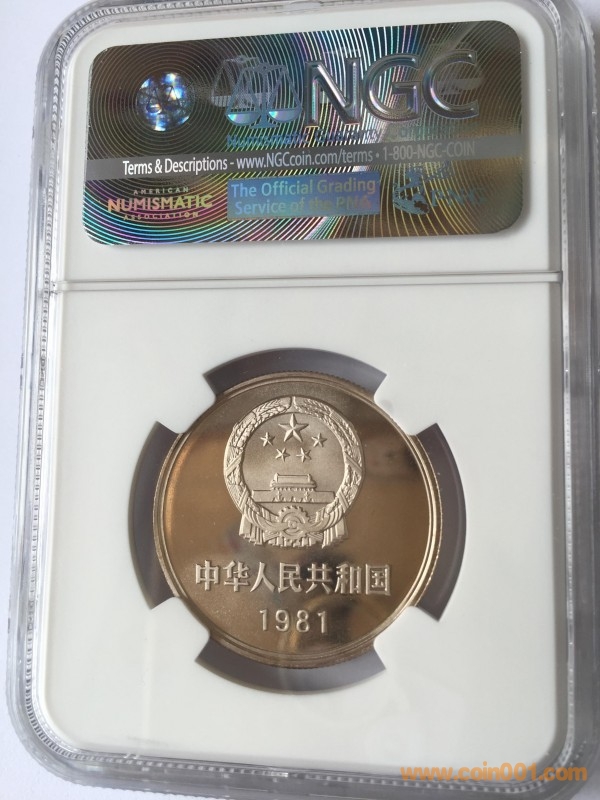 NGC
Terms & Descriptions - www.NGCcoin.com/terms • 1-800-NGC-COIN
AMERICAN
NUMISMATIC
ASSOCIATION
The Official Grading
Service of the PNG
中华人民共和国
1981
www.coin001.com